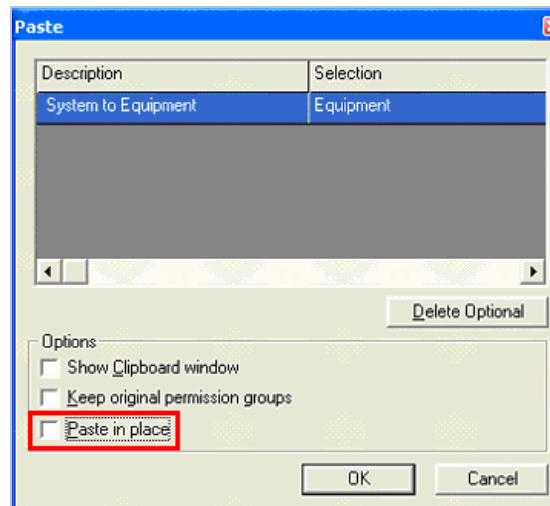 Paste
Description Selection
System to Equipment Equipment
Delete Optional
Options
Show Clipboard window
Keep original permission groups
Paste in place
OK Cancel